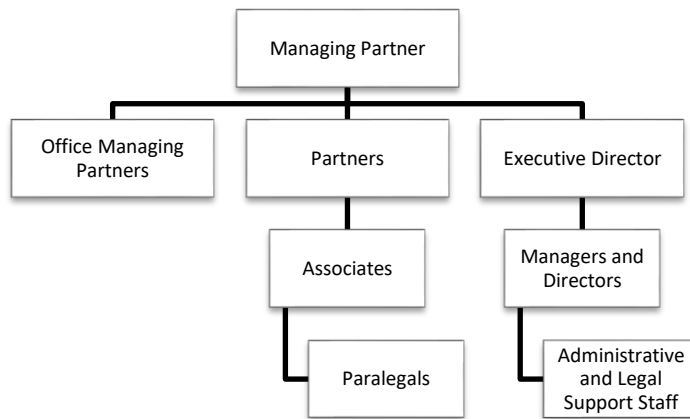 Managing Partner
Office Managing
Partners
Partners
Executive Director
Associates
Managers and
Directors
Paralegals
Administrative
and Legal
Support Staff